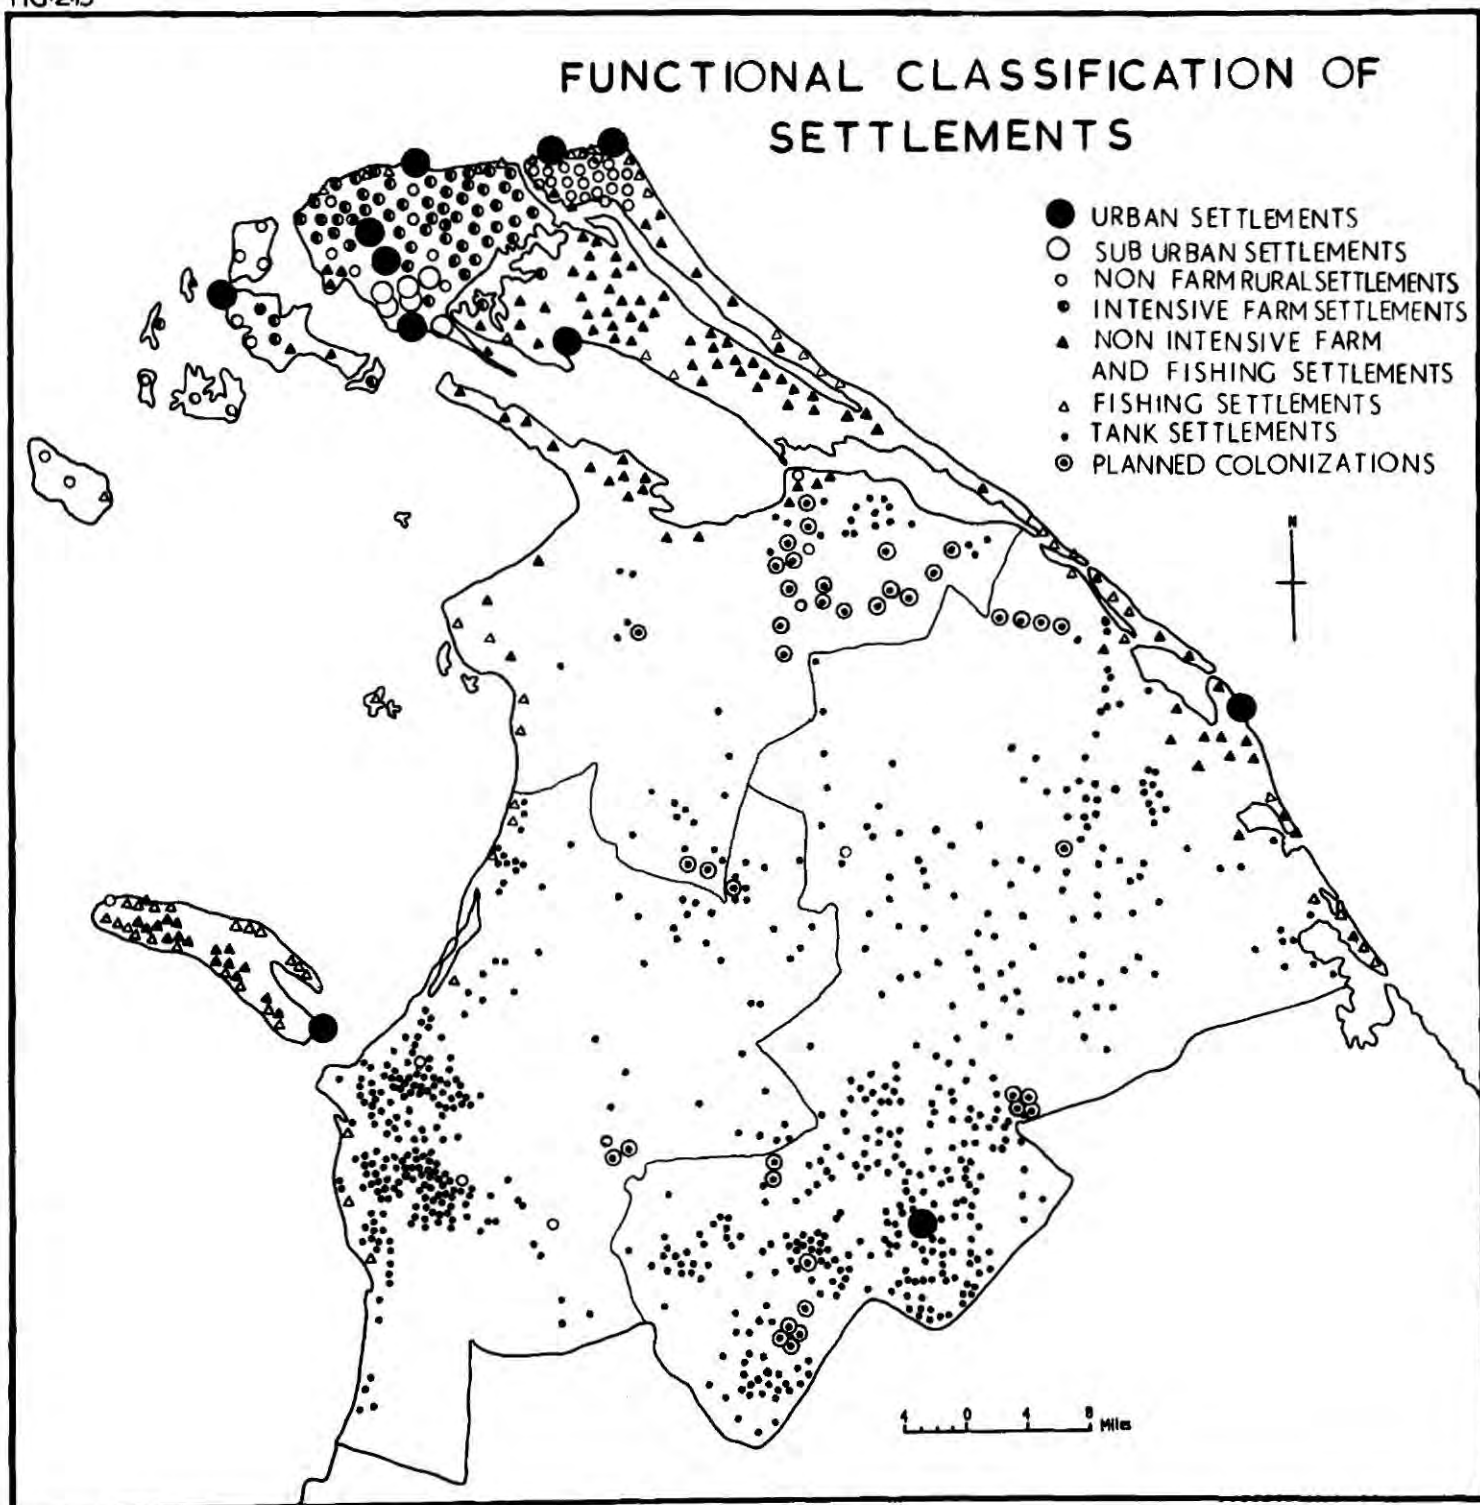 FUNCTIONAL CLASSIFICATION OF
SETTLEMENTS
URBAN SETTLEMENTS
SUB URBAN SETTLEMENTS
NON FARM RURAL SETTLEMENTS
INTENSIVE FARM SETTLEMENTS
NON INTENSIVE FARM
AND FISHING SETTLEMENTS
FISHING SETTLEMENTS
TANK SETTLEMENTS
PLANNED COLONIZATIONS
N
4 0 4 8 Miles